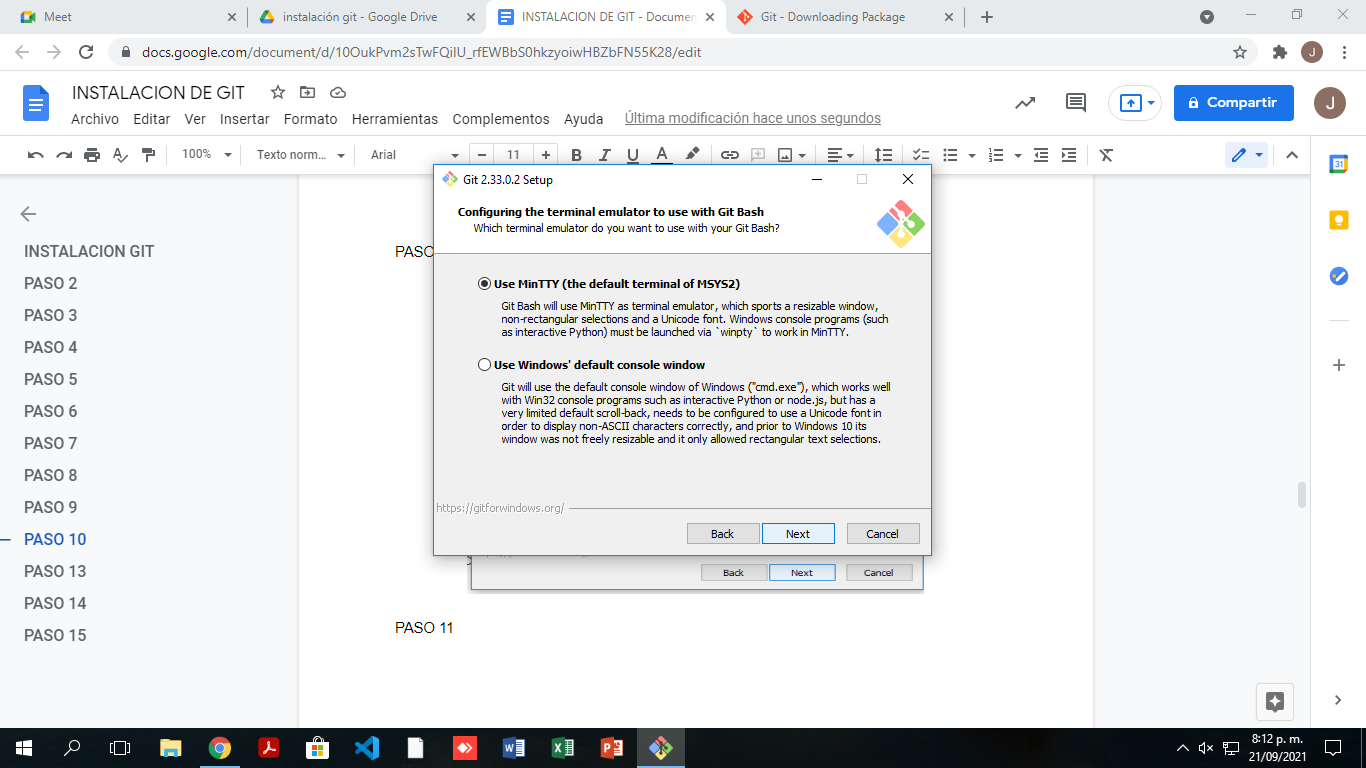 Meet
instalación git - Google Drive
INSTALACION DE GIT - Documen
Git - Downloading Package
docs.google.com/document/d/10OukPvm2sTwFQilU_rfEWBbS0hkzyoiwHBZbFN55K28/edit
J
INSTALACION DE GIT
Archivo Editar Ver Insertar Formato Herramientas Complementos Ayuda Última modificación hace unos segundos
Compartir
J
100% Texto norm... Arial 11 B I U A
31
INSTALACION GIT
PASO 2
PASO 3
PASO 4
PASO 5
PASO 6
PASO 7
PASO 8
PASO 9
PASO 10
PASO 13
PASO 14
PASO 15
PASO
Git 2.33.0.2 Setup
Configuring the terminal emulator to use with Git Bash
Which terminal emulator do you want to use with your Git Bash?
Use MinTTY (the default terminal of MSYS2)
Git Bash will use MinTTY as terminal emulator, which sports a resizable window,
non-rectangular selections and a Unicode font. Windows console programs (such
as interactive Python) must be launched via `winpty` to work in MinTTY.
Use Windows' default console window
Git will use the default console window of Windows ("cmd.exe"), which works well
with Win32 console programs such as interactive Python or node.js, but has a
very limited default scroll-back, needs to be configured to use a Unicode font in
order to display non-ASCII characters correctly, and prior to Windows 10 its
window was not freely resizable and it only allowed rectangular text selections.
https://gitforwindows.org/
Back Next Cancel
Back Next Cancel
PASO 11
8:12 p. m.
21/09/2021